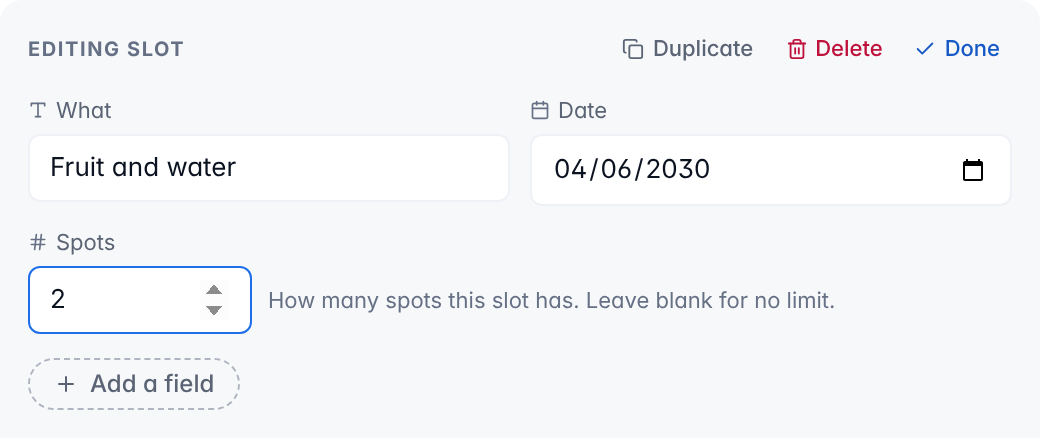 EDITING SLOT Duplicate Delete Done
What Date
Fruit and water 04/06/2030
# Spots
2 How many spots this slot has. Leave blank for no limit.
+ Add a field